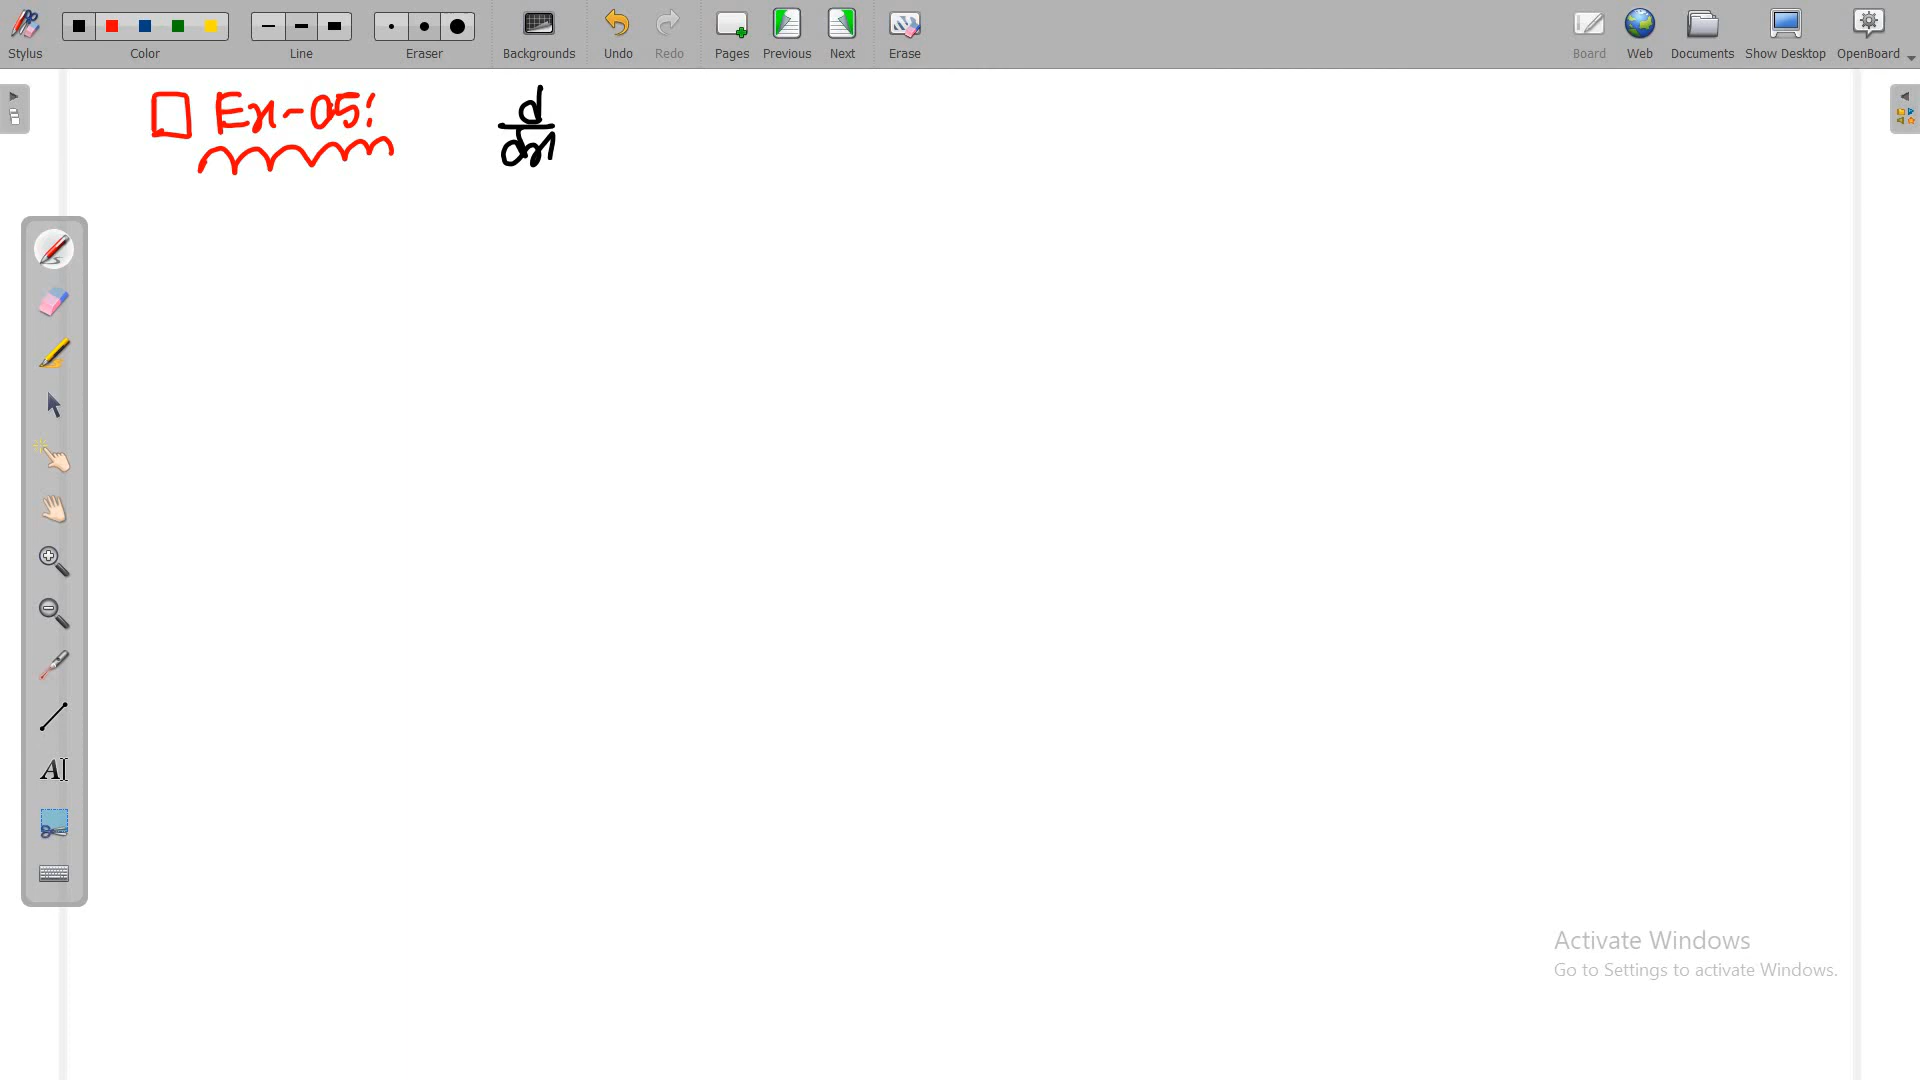 Stylus Color Line Eraser Backgrounds Undo Redo Pages Previous Next Erase Board Web Documents Show Desktop OpenBoard
□ Ex-05: d/dx
AI
Activate Windows
Go to Settings to activate Windows.